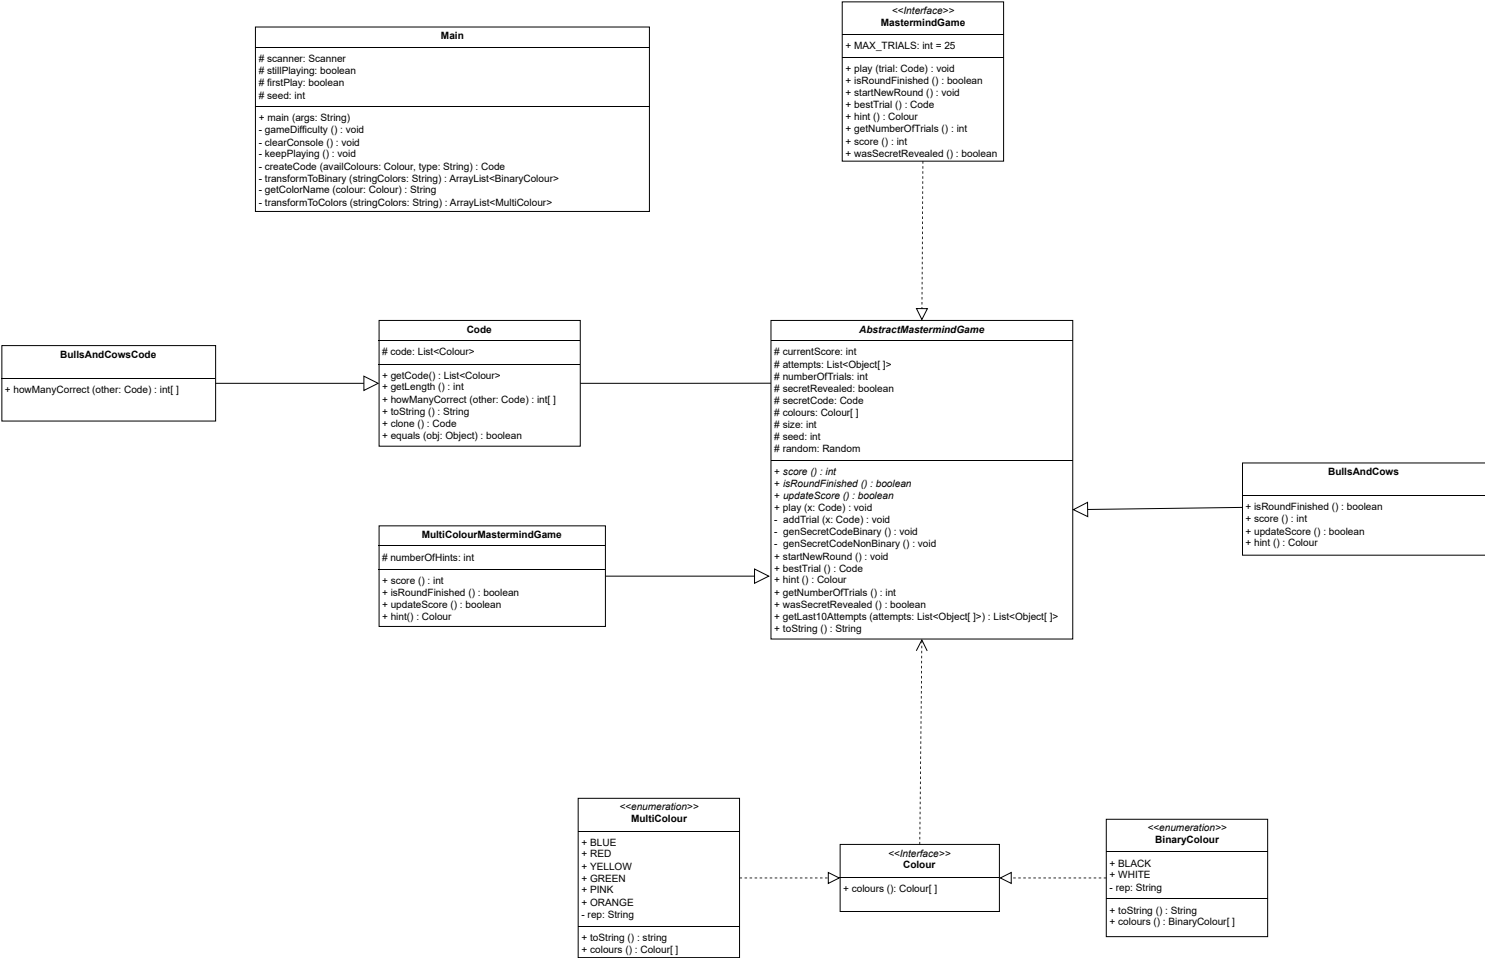 <<Interface>>
MastermindGame
+ MAX_TRIALS: int = 25
+ play (trial: Code) : void
+ isRoundFinished () : boolean
+ startNewRound () : void
+ bestTrial () : Code
+ hint () : Colour
+ getNumberOfTrials () : int
+ score () : int
+ wasSecretRevealed () : boolean
Main
# scanner: Scanner
# stillPlaying: boolean
# firstPlay: boolean
# seed: int
+ main (args: String)
- gameDifficulty () : void
- clearConsole () : void
- keepPlaying () : void
- createCode (availColours: Colour, type: String) : Code
- transformToBinary (stringColors: String) : ArrayList<BinaryColour>
- getColorName (colour: Colour) : String
- transformToColors (stringColors: String) : ArrayList<MultiColour>
BullsAndCowsCode
+ howManyCorrect (other: Code) : int[ ]
Code
# code: List<Colour>
+ getCode() : List<Colour>
+ getLength () : int
+ howManyCorrect (other: Code) : int[ ]
+ toString () : String
+ clone () : Code
+ equals (obj: Object) : boolean
AbstractMastermindGame
# currentScore: int
# attempts: List<Object[ ]>
# numberOfTrials: int
# secretRevealed: boolean
# secretCode: Code
# colours: Colour[ ]
# size: int
# seed: int
# random: Random
+ score () : int
+ isRoundFinished () : boolean
+ updateScore () : boolean
+ play (x: Code) : void
- addTrial (x: Code) : void
- genSecretCodeBinary () : void
- genSecretCodeNonBinary () : void
+ startNewRound () : void
+ bestTrial () : Code
+ hint () : Colour
+ getNumberOfTrials () : int
+ wasSecretRevealed () : boolean
+ getLast10Attempts (attempts: List<Object[ ]>) : List<Object[ ]>
+ toString () : String
BullsAndCows
+ isRoundFinished () : boolean
+ score () : int
+ updateScore () : boolean
+ hint () : Colour
MultiColourMastermindGame
# numberOfHints: int
+ score () : int
+ isRoundFinished () : boolean
+ updateScore () : boolean
+ hint() : Colour
<<enumeration>>
MultiColour
+ BLUE
+ RED
+ YELLOW
+ GREEN
+ PINK
+ ORANGE
- rep: String
+ toString () : string
+ colours () : Colour[ ]
<<Interface>>
Colour
+ colours (): Colour[ ]
<<enumeration>>
BinaryColour
+ BLACK
+ WHITE
- rep: String
+ toString () : String
+ colours () : BinaryColour[ ]